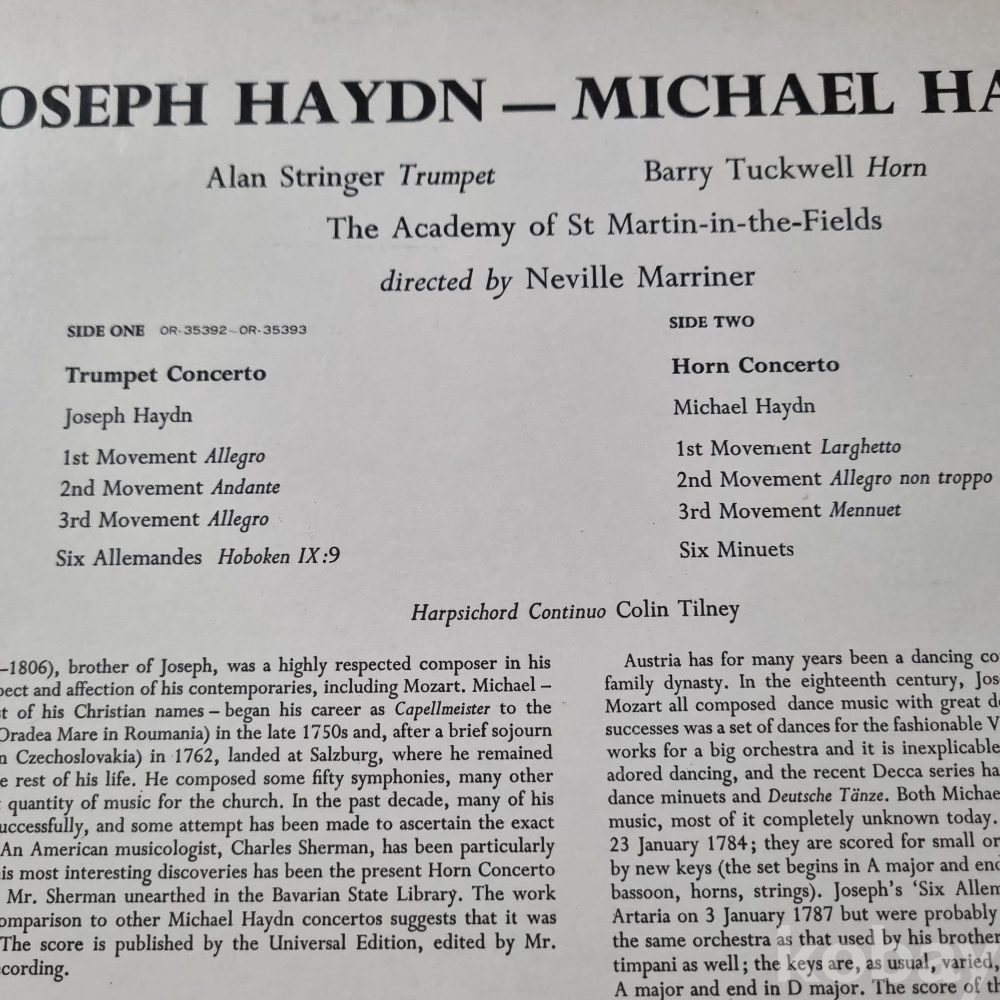 OSEPH HAYDN — MICHAEL HA
Alan Stringer Trumpet
Barry Tuckwell Horn
The Academy of St Martin-in-the-Fields
directed by Neville Marriner
SIDE ONE OR-35392—OR-35393
Trumpet Concerto
Joseph Haydn
1st Movement Allegro
2nd Movement Andante
3rd Movement Allegro
Six Allemandes Hoboken IX:9
SIDE TWO
Horn Concerto
Michael Haydn
1st Movement Larghetto
2nd Movement Allegro non troppo
3rd Movement Mennuet
Six Minuets
Harpsichord Continuo Colin Tilney
–1806), brother of Joseph, was a highly respected composer in his
pect and affection of his contemporaries, including Mozart. Michael –
t of his Christian names – began his career as Capellmeister to the
Oradea Mare in Roumania) in the late 1750s and, after a brief sojourn
n Czechoslovakia) in 1762, landed at Salzburg, where he remained
e rest of his life. He composed some fifty symphonies, many other
quantity of music for the church. In the past decade, many of his
uccessfully, and some attempt has been made to ascertain the exact
An American musicologist, Charles Sherman, has been particularly
is most interesting discoveries has been the present Horn Concerto
Mr. Sherman unearthed in the Bavarian State Library. The work
omparison to other Michael Haydn concertos suggests that it was
The score is published by the Universal Edition, edited by Mr.
cording.
Austria has for many years been a dancing co
family dynasty. In the eighteenth century, Jos
Mozart all composed dance music with great d
successes was a set of dances for the fashionable V
works for a big orchestra and it is inexplicable
adored dancing, and the recent Decca series ha
dance minuets and Deutsche Tänze. Both Michae
music, most of it completely unknown today.
23 January 1784; they are scored for small or
by new keys (the set begins in A major and end
bassoon, horns, strings). Joseph's 'Six Allem
Artaria on 3 January 1787 but were probably
the same orchestra as that used by his brother
timpani as well; the keys are, as usual, varied,
A major and end in D major. The score of th
kobay